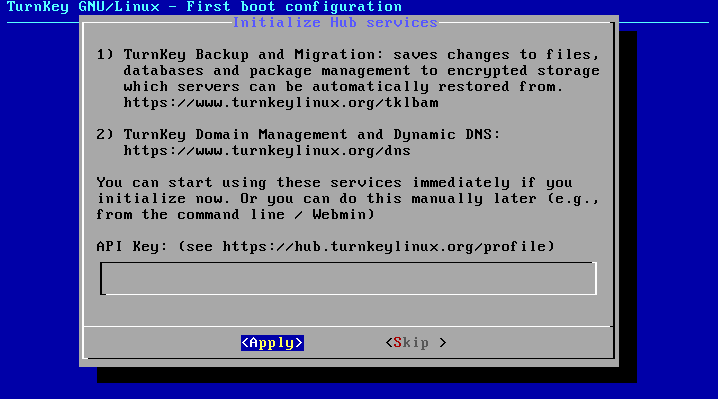 TurnKey GNU/Linux - First boot configuration
Initialize Hub services
1) TurnKey Backup and Migration: saves changes to files,
databases and package management to encrypted storage
which servers can be automatically restored from.
https://www.turnkeylinux.org/tklbam
2) TurnKey Domain Management and Dynamic DNS:
https://www.turnkeylinux.org/dns
You can start using these services immediately if you
initialize now. Or you can do this manually later (e.g.,
from the command line / Webmin)
API Key: (see https://hub.turnkeylinux.org/profile)
<Apply> <Skip >